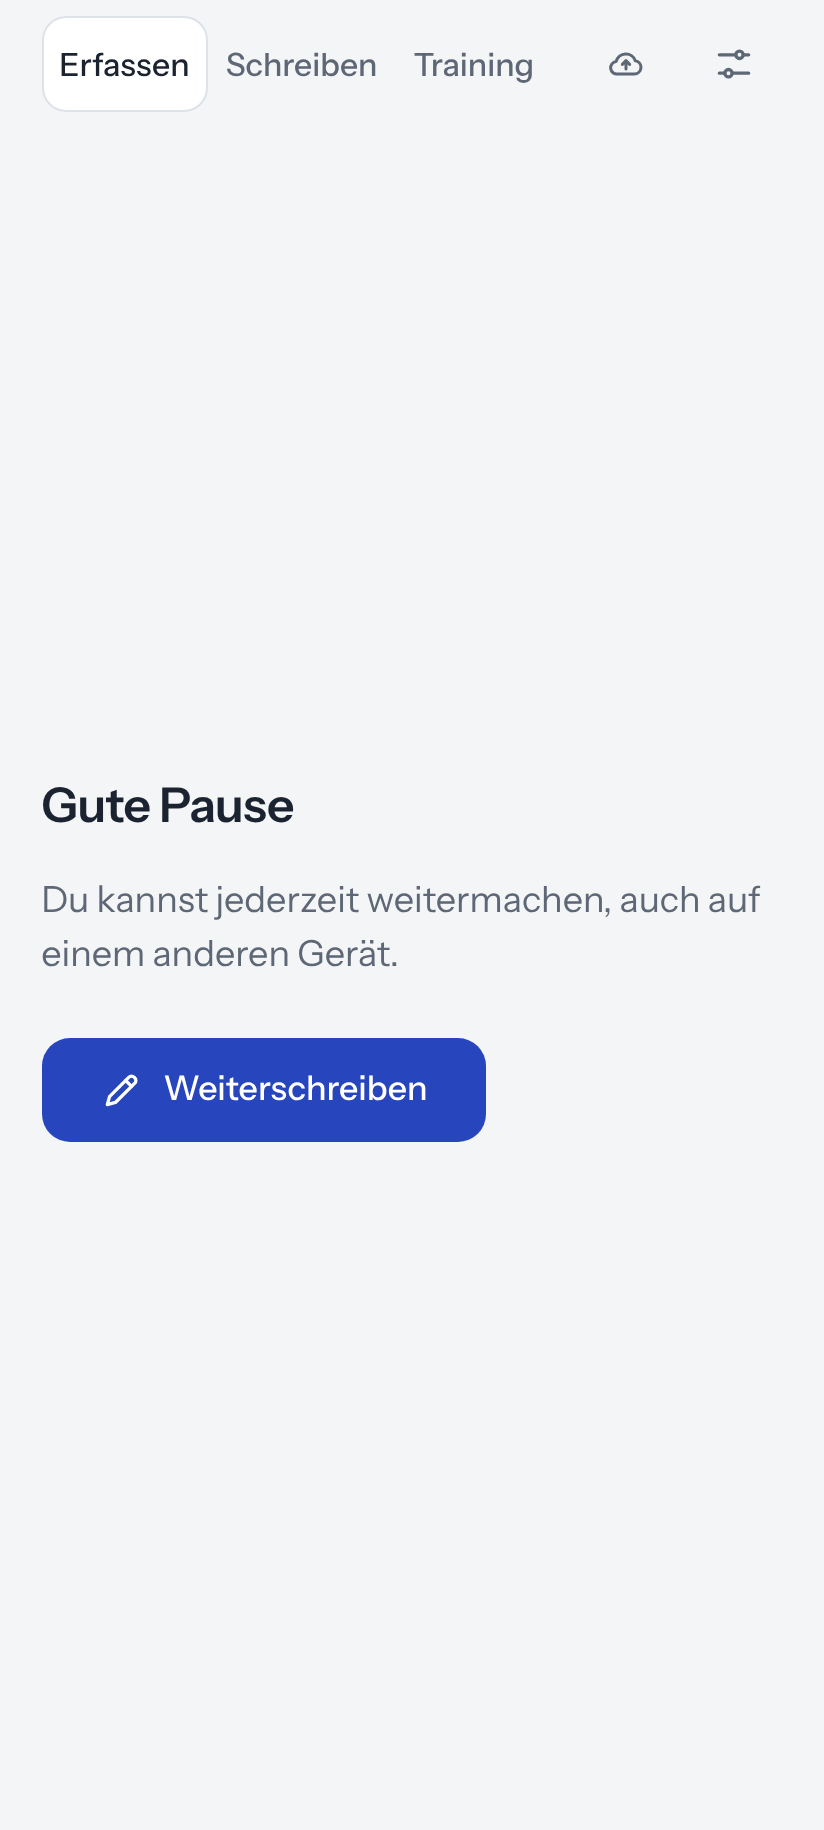 Erfassen Schreiben Training
Gute Pause
Du kannst jederzeit weitermachen, auch auf
einem anderen Gerät.
Weiterschreiben